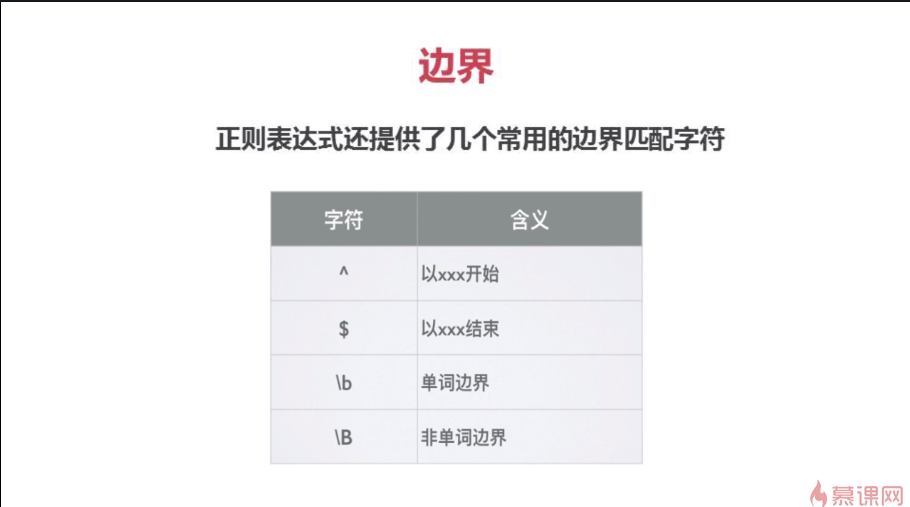 边界
正则表达式还提供了几个常用的边界匹配字符
字符 含义
^ 以xxx开始
$ 以xxx结束
\b 单词边界
\B 非单词边界
慕课网